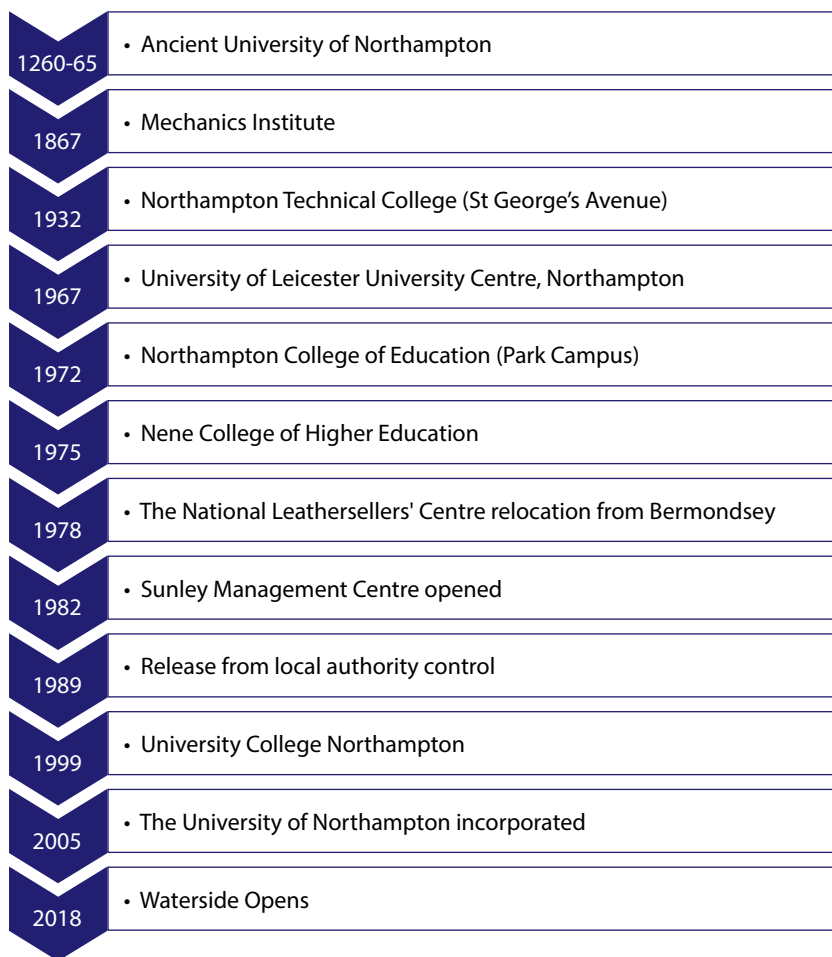 1260-65
• Ancient University of Northampton
1867
• Mechanics Institute
1932
• Northampton Technical College (St George’s Avenue)
1967
• University of Leicester University Centre, Northampton
1972
• Northampton College of Education (Park Campus)
1975
• Nene College of Higher Education
1978
• The National Leathersellers' Centre relocation from Bermondsey
1982
• Sunley Management Centre opened
1989
• Release from local authority control
1999
• University College Northampton
2005
• The University of Northampton incorporated
2018
• Waterside Opens